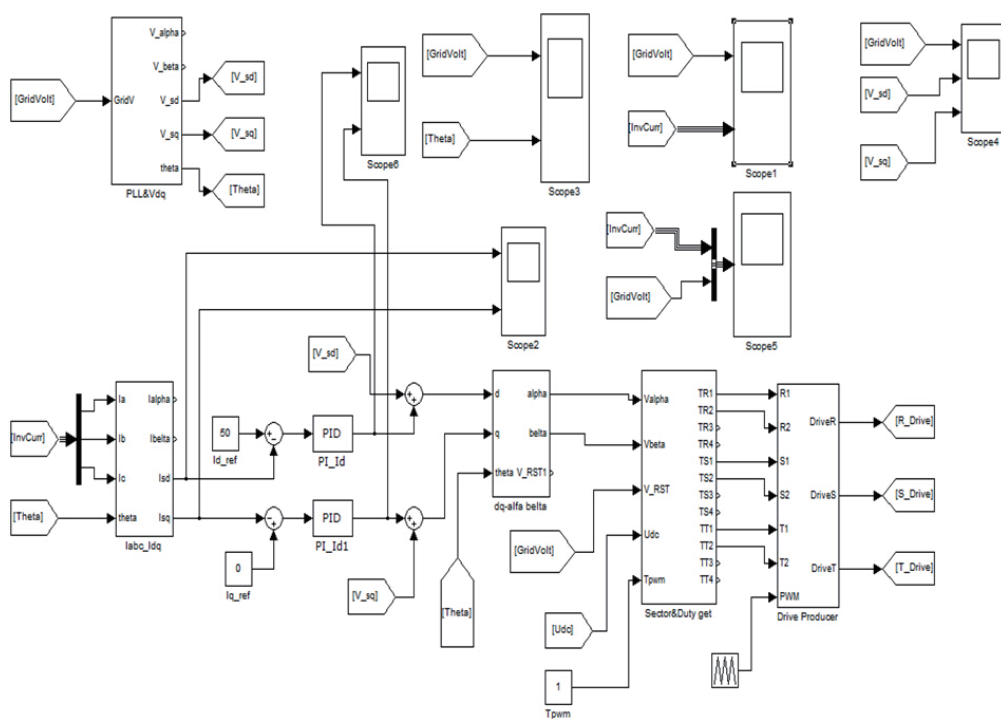 V_alpha
V_beta
[GridVolt]
GridV
V_sd
[V_sd]
V_sq
[V_sq]
theta
[Theta]
PLL&Vdq
Scope6
[GridVolt]
[Theta]
Scope3
[GridVolt]
[InvCurr]
Scope1
[GridVolt]
[V_sd]
[V_sq]
Scope4
[InvCurr]
[GridVolt]
Scope5
Scope2
[InvCurr]
Ia
Ialpha
Ib
Ibelta
Ic
Isd
[Theta]
theta
Isq
Iabc_Idq
50
Id_ref
PID
PI_Id
[V_sd]
0
Iq_ref
PID
PI_Id1
[V_sq]
d
alpha
q
belta
theta
V_RST1
dq-alfa belta
[Theta]
[GridVolt]
[Udc]
1
Tpwm
Valpha
Vbeta
V_RST
Udc
Tpwm
TR1
TR2
TR3
TR4
TS1
TS2
TS3
TS4
TT1
TT2
TT3
TT4
Sector&Duty get
R1
R2
S1
S2
T1
T2
PWM
DriveR
DriveS
DriveT
Drive Producer
[R_Drive]
[S_Drive]
[T_Drive]